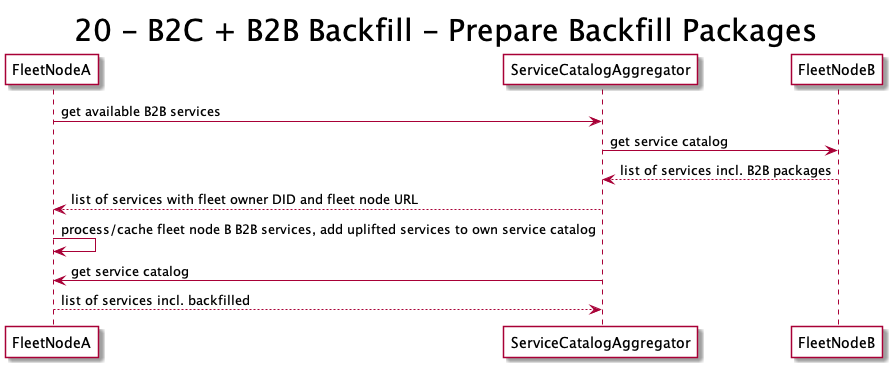 20 - B2C + B2B Backfill - Prepare Backfill Packages
FleetNodeA
ServiceCatalogAggregator
FleetNodeB
get available B2B services
get service catalog
list of services incl. B2B packages
list of services with fleet owner DID and fleet node URL
process/cache fleet node B B2B services, add uplifted services to own service catalog
get service catalog
list of services incl. backfilled
FleetNodeA
ServiceCatalogAggregator
FleetNodeB